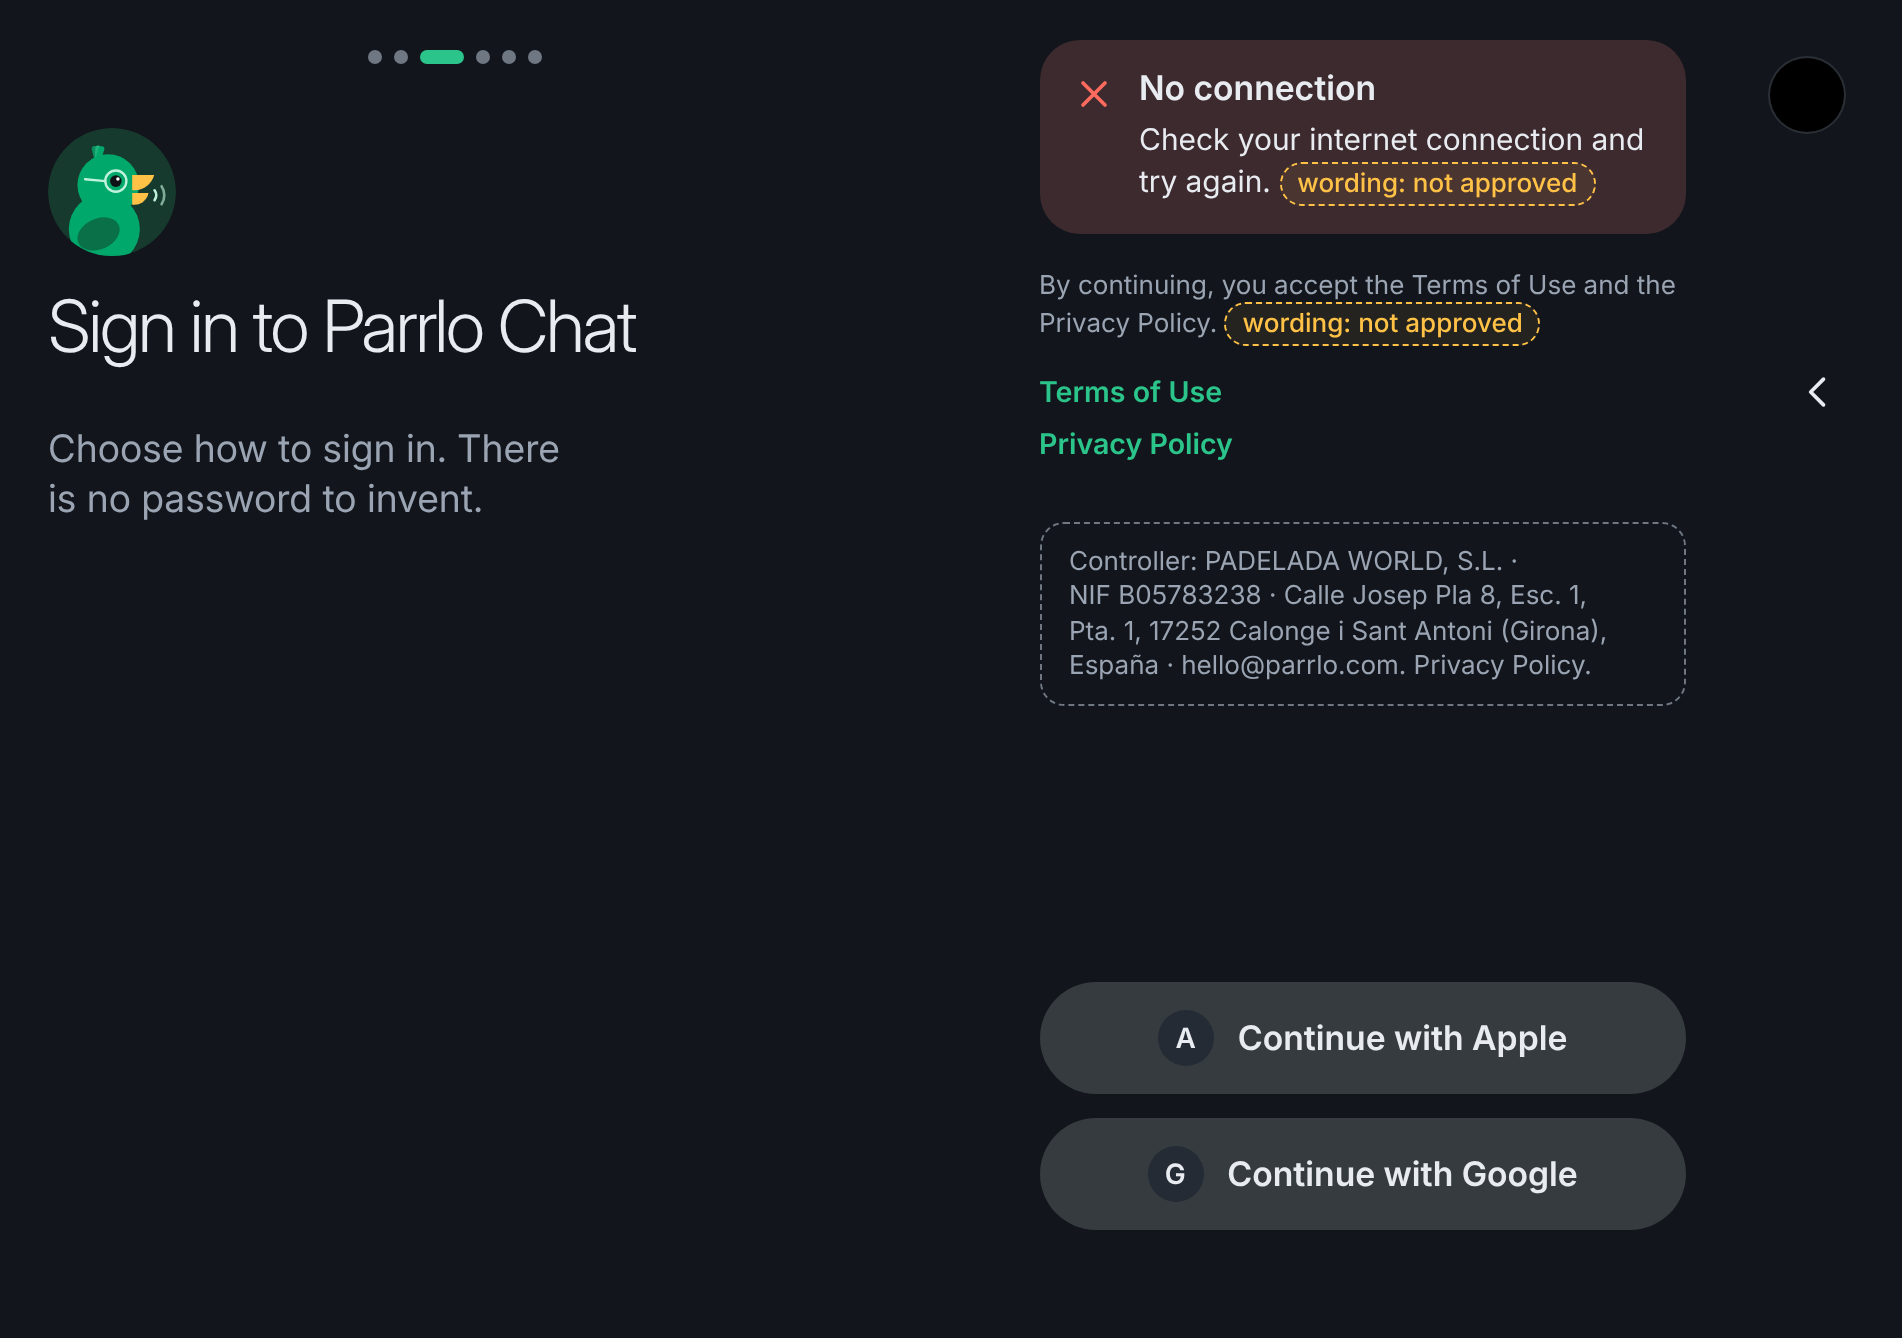 Sign in to Parrlo Chat
Choose how to sign in. There
is no password to invent.
No connection
Check your internet connection and
try again. wording: not approved
By continuing, you accept the Terms of Use and the
Privacy Policy. wording: not approved
Terms of Use
Privacy Policy
Controller: PADELADA WORLD, S.L. ·
NIF B05783238 · Calle Josep Pla 8, Esc. 1,
Pta. 1, 17252 Calonge i Sant Antoni (Girona),
España · hello@parrlo.com. Privacy Policy.
A Continue with Apple
G Continue with Google